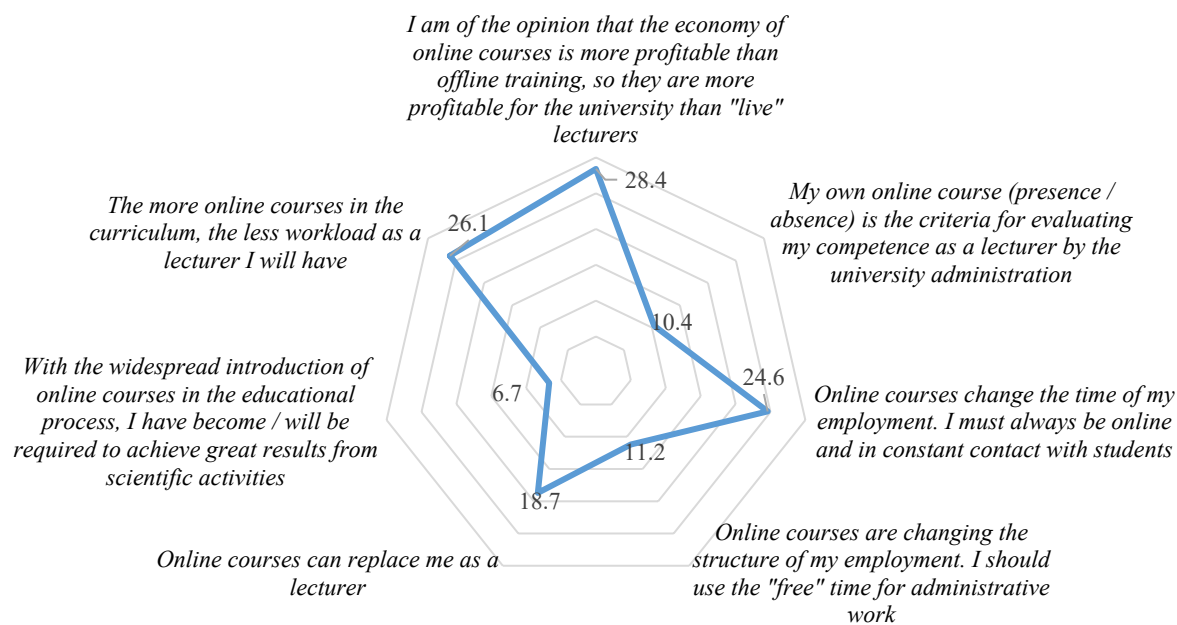 I am of the opinion that the economy of
online courses is more profitable than
offline training, so they are more
profitable for the university than "live"
lecturers
28.4
My own online course (presence /
absence) is the criteria for evaluating
my competence as a lecturer by the
university administration
10.4
Online courses change the time of my
employment. I must always be online
and in constant contact with students
24.6
Online courses are changing the
structure of my employment. I should
use the "free" time for administrative
work
11.2
Online courses can replace me as a
lecturer
18.7
With the widespread introduction of
online courses in the educational
process, I have become / will be
required to achieve great results from
scientific activities
6.7
The more online courses in the
curriculum, the less workload as a
lecturer I will have
26.1